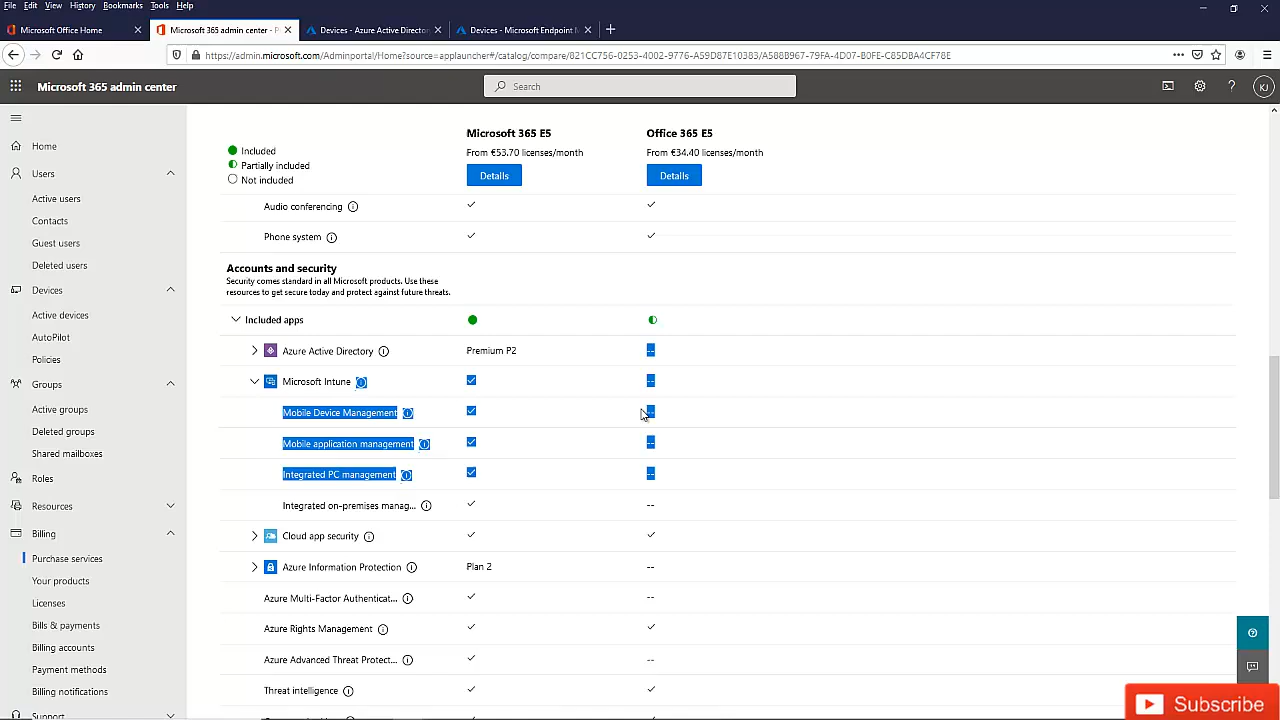 File Edit View History Bookmarks Tools Help
Microsoft Office Home
Microsoft 365 admin center - P
Devices - Azure Active Director
Devices - Microsoft Endpoint M
https://admin.microsoft.com/Adminportal/Home?source=applauncher#/catalog/compare/821CC756-0253-4002-9776-A59D87E10383/A588B967-79FA-4D07-B0FE-C85DBA4CF78E
Microsoft 365 admin center
Search
KJ
Home
Users
Active users
Contacts
Guest users
Deleted users
Devices
Active devices
AutoPilot
Policies
Groups
Active groups
Deleted groups
Shared mailboxes
Roles
Resources
Billing
Purchase services
Your products
Licenses
Bills & payments
Billing accounts
Payment methods
Billing notifications
Support
Included
Partially included
Not included
Microsoft 365 E5
From €53.70 licenses/month
Details
Office 365 E5
From €34.40 licenses/month
Details
Audio conferencing
Phone system
Accounts and security
Security comes standard in all Microsoft products. Use these
resources to get secure today and protect against future threats.
Included apps
Azure Active Directory Premium P2 --
Microsoft Intune --
Mobile Device Management --
Mobile application management --
Integrated PC management --
Integrated on-premises manag... --
Cloud app security
Azure Information Protection Plan 2 --
Azure Multi-Factor Authenticat... --
Azure Rights Management
Azure Advanced Threat Protect... --
Threat intelligence
Subscribe